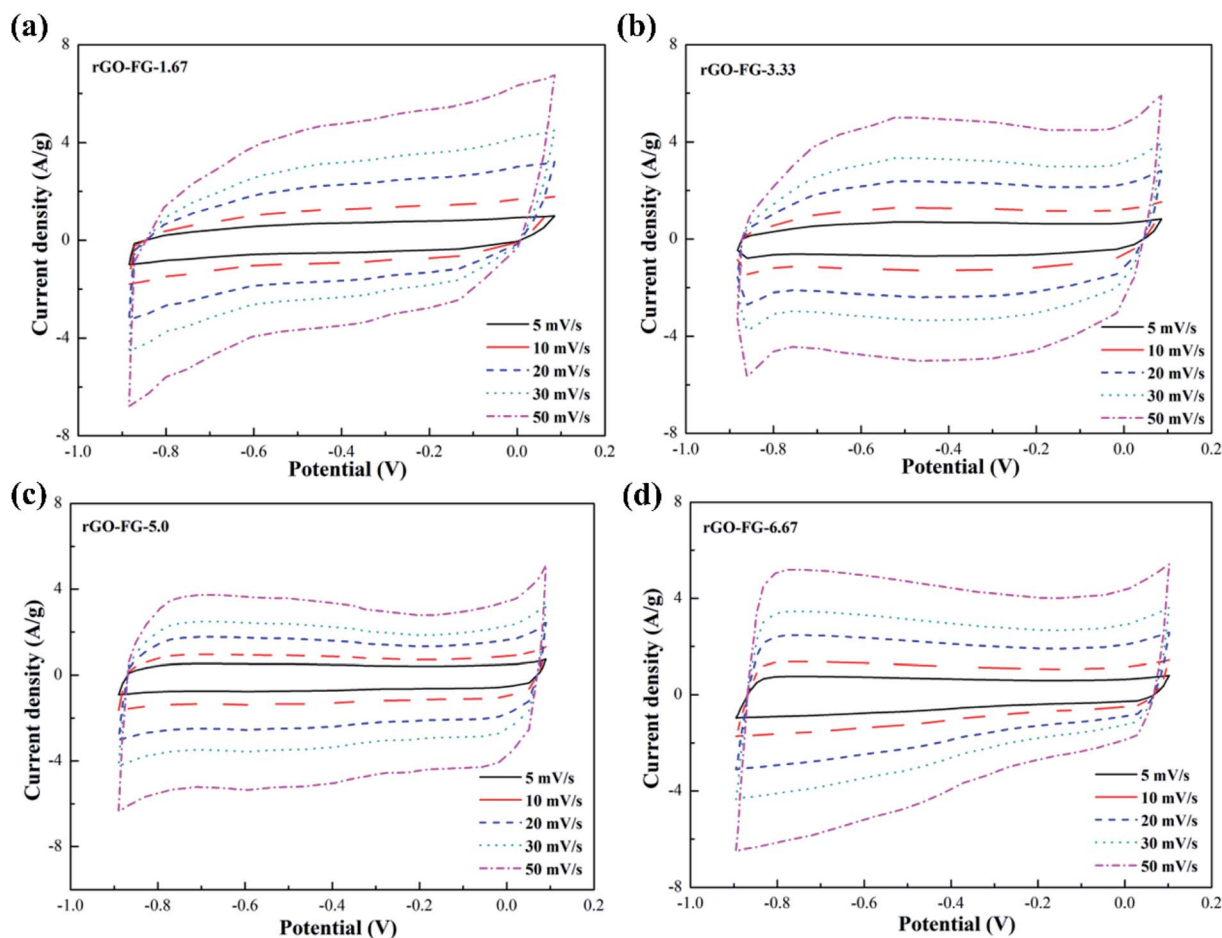 (a)
rGO-FG-1.67
8
4
0
-4
-8
Current density (A/g)
5 mV/s
10 mV/s
20 mV/s
30 mV/s
50 mV/s
-1.0 -0.8 -0.6 -0.4 -0.2 0.0 0.2
Potential (V)
(b)
rGO-FG-3.33
8
4
0
-4
-8
Current density (A/g)
5 mV/s
10 mV/s
20 mV/s
30 mV/s
50 mV/s
-1.0 -0.8 -0.6 -0.4 -0.2 0.0 0.2
Potential (V)
(c)
rGO-FG-5.0
8
4
0
-4
-8
Current density (A/g)
5 mV/s
10 mV/s
20 mV/s
30 mV/s
50 mV/s
-1.0 -0.8 -0.6 -0.4 -0.2 0.0 0.2
Potential (V)
(d)
rGO-FG-6.67
8
4
0
-4
-8
Current density (A/g)
5 mV/s
10 mV/s
20 mV/s
30 mV/s
50 mV/s
-1.0 -0.8 -0.6 -0.4 -0.2 0.0 0.2
Potential (V)